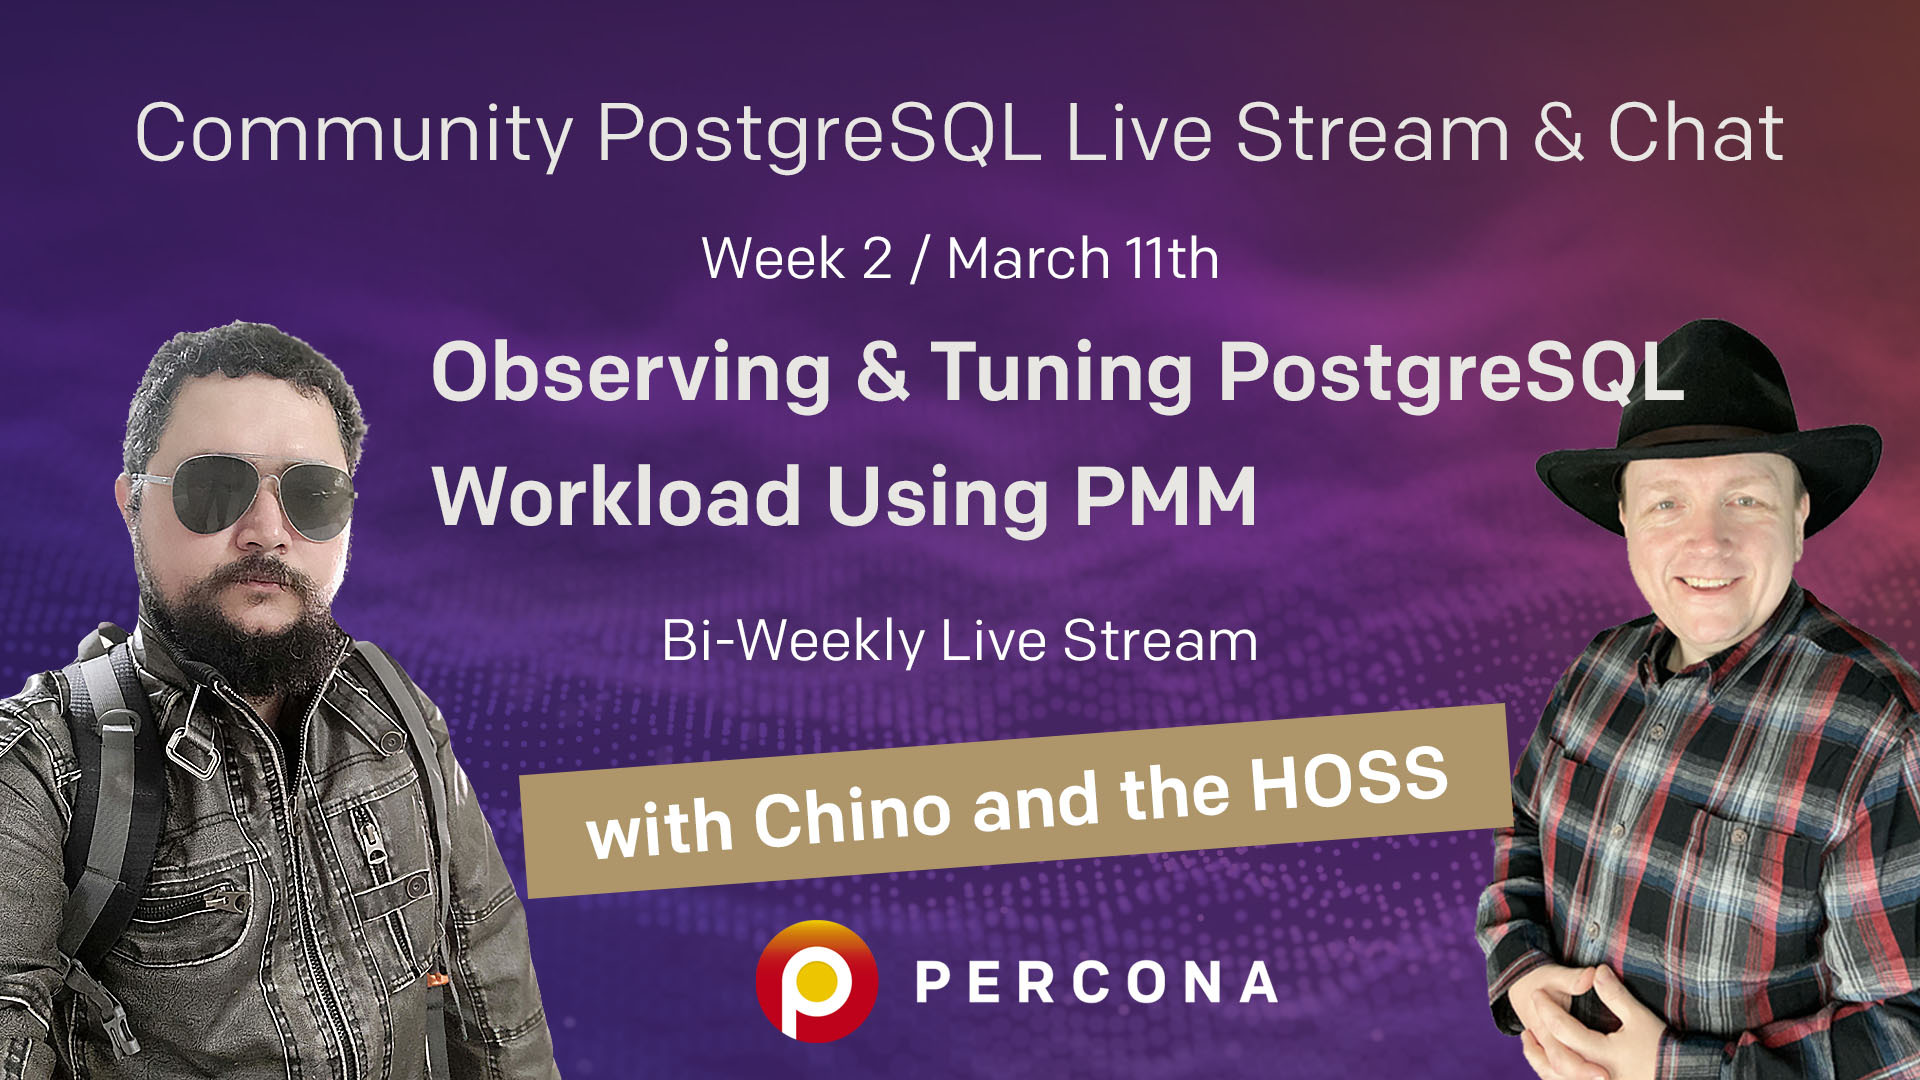 Community PostgreSQL Live Stream & Chat
Week 2 / March 11th
Observing & Tuning PostgreSQL
Workload Using PMM
Bi-Weekly Live Stream
with Chino and the HOSS
PERCONA